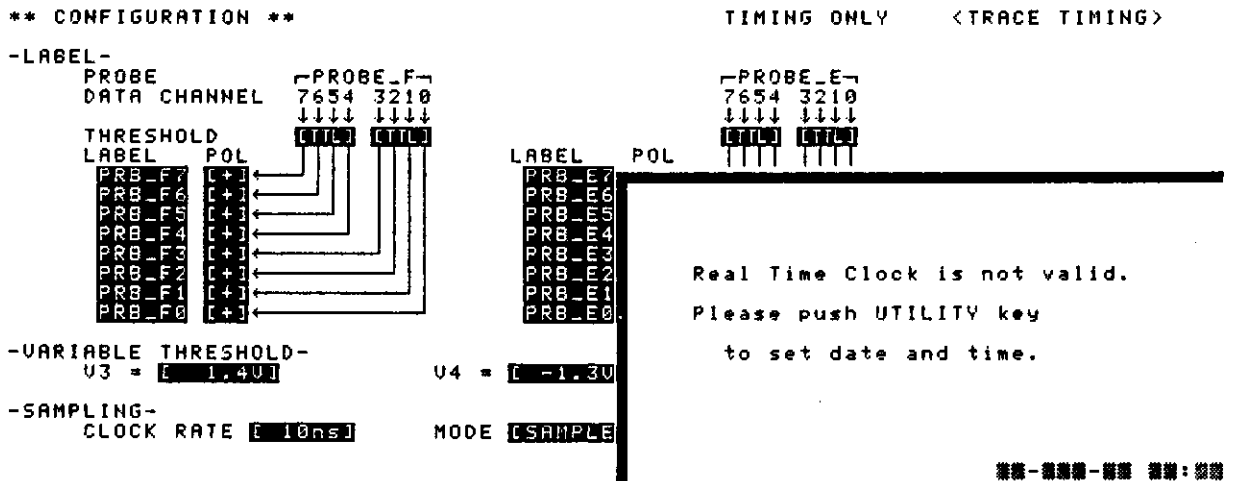 ** CONFIGURATION ** TIMING ONLY <TRACE TIMING>
-LABEL-
PROBE PROBE_F PROBE_E
DATA CHANNEL 7654 3210 7654 3210
THRESHOLD [TTL] [TTL] [TTL] [TTL]
LABEL POL LABEL POL
PRB_F7 [+] PRB_E7
PRB_F6 [+] PRB_E6
PRB_F5 [+] PRB_E5
PRB_F4 [+] PRB_E4
PRB_F3 [+] PRB_E3
PRB_F2 [+] PRB_E2
PRB_F1 [+] PRB_E1
PRB_F0 [+] PRB_E0
Real Time Clock is not valid.
Please push UTILITY key
to set date and time.
-VARIABLE THRESHOLD-
V3 = [ 1.4V] V4 = [ -1.3V
-SAMPLING-
CLOCK RATE [ 10ns] MODE [SAMPLE